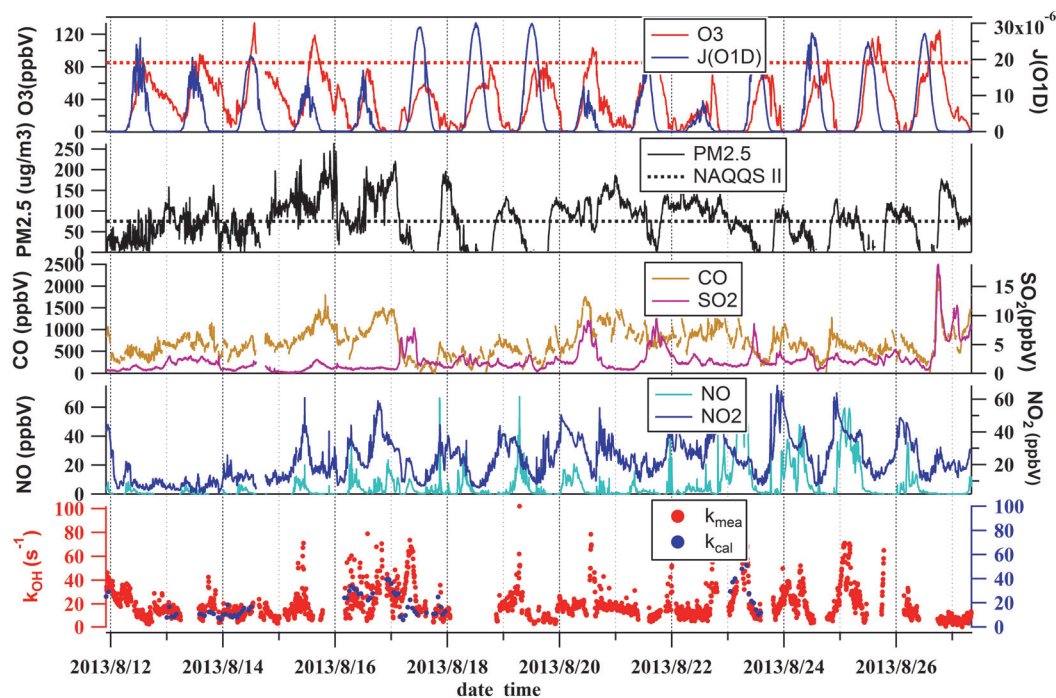 O3(ppbV)
120
80
40
0
O3
J(O1D)
30x10-6
20
10
0
J(O1D)
PM2.5 (ug/m3)
250
200
150
100
50
0
PM2.5
NAQQS II
CO (ppbV)
2500
2000
1500
1000
500
0
CO
SO2
15
10
5
0
SO2(ppbV)
NO (ppbV)
60
40
20
0
NO
NO2
60
40
20
0
NO2 (ppbV)
kOH (s-1)
100
80
60
40
20
0
kmea
kcal
100
80
60
40
20
0
2013/8/12 2013/8/14 2013/8/16 2013/8/18 2013/8/20 2013/8/22 2013/8/24 2013/8/26
date time